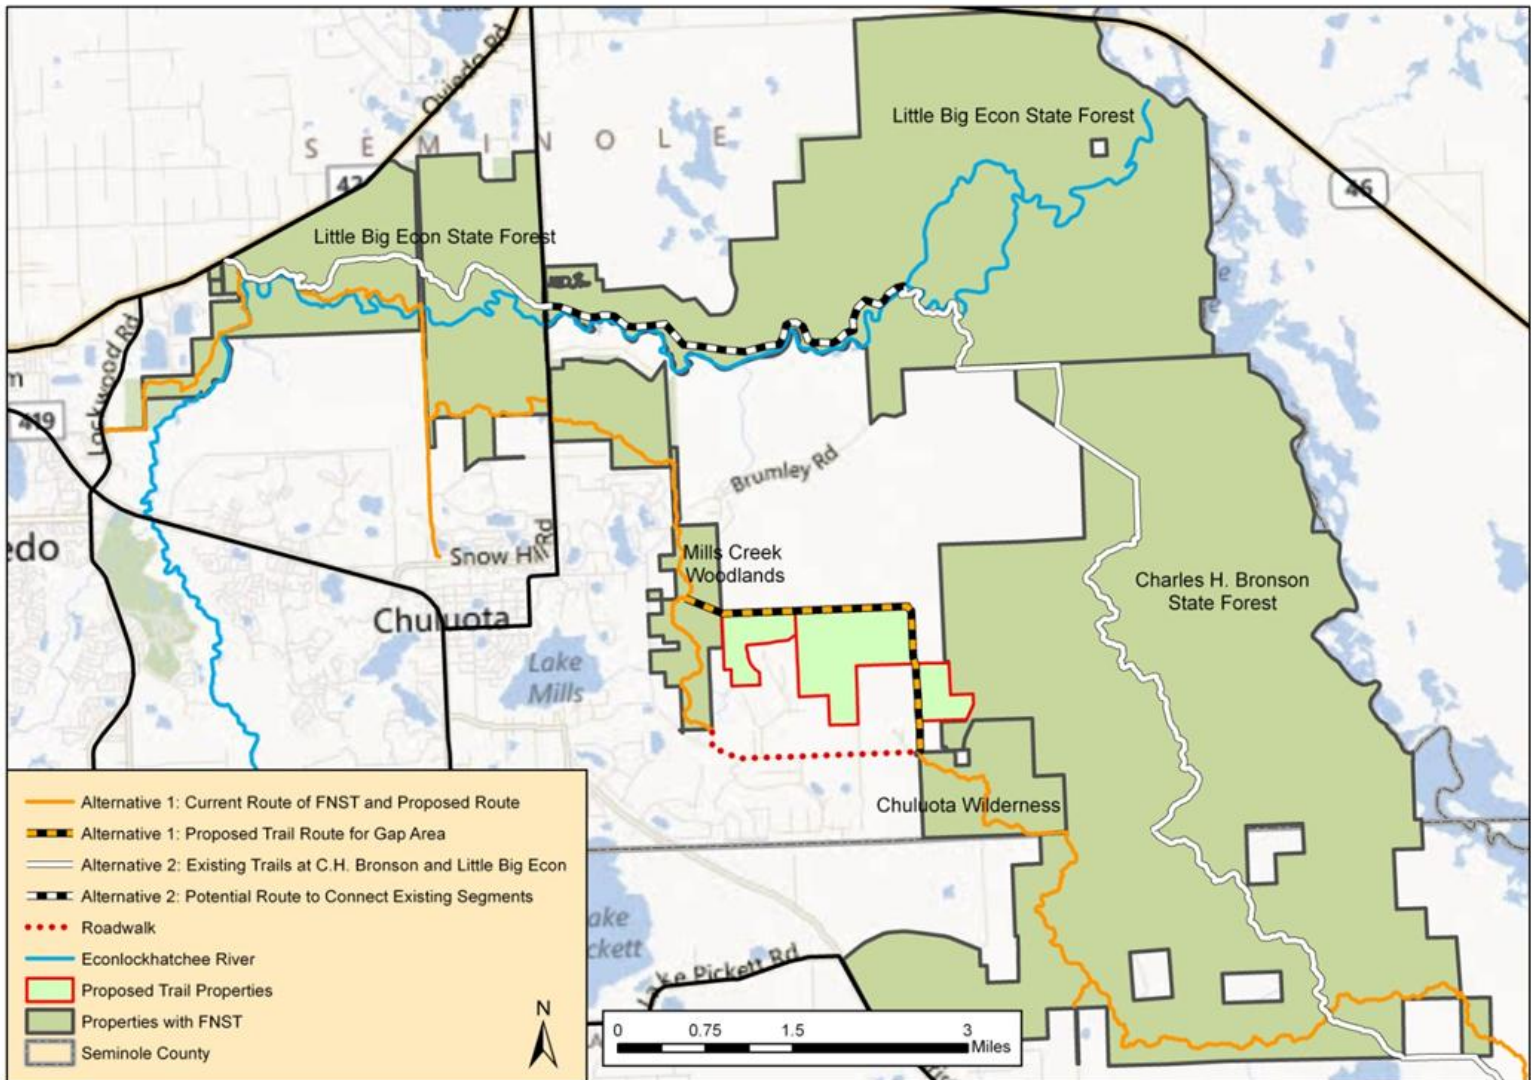 Oviedo Rd
Little Big Econ State Forest
SEMINOLE
46
Little Big Econ State Forest
Lockwood Rd
m
419
Brumley Rd
Snow Hill Rd
edo
Mills Creek
Woodlands
Charles H. Bronson
State Forest
Chuluota
Lake
Mills
Chuluota Wilderness
Alternative 1: Current Route of FNST and Proposed Route
Alternative 1: Proposed Trail Route for Gap Area
Alternative 2: Existing Trails at C.H. Bronson and Little Big Econ
Alternative 2: Potential Route to Connect Existing Segments
Roadwalk
Econlockhatchee River
Proposed Trail Properties
Properties with FNST
Seminole County
ake
ckett
Lake Pickett Rd
N
0 0.75 1.5 3
Miles